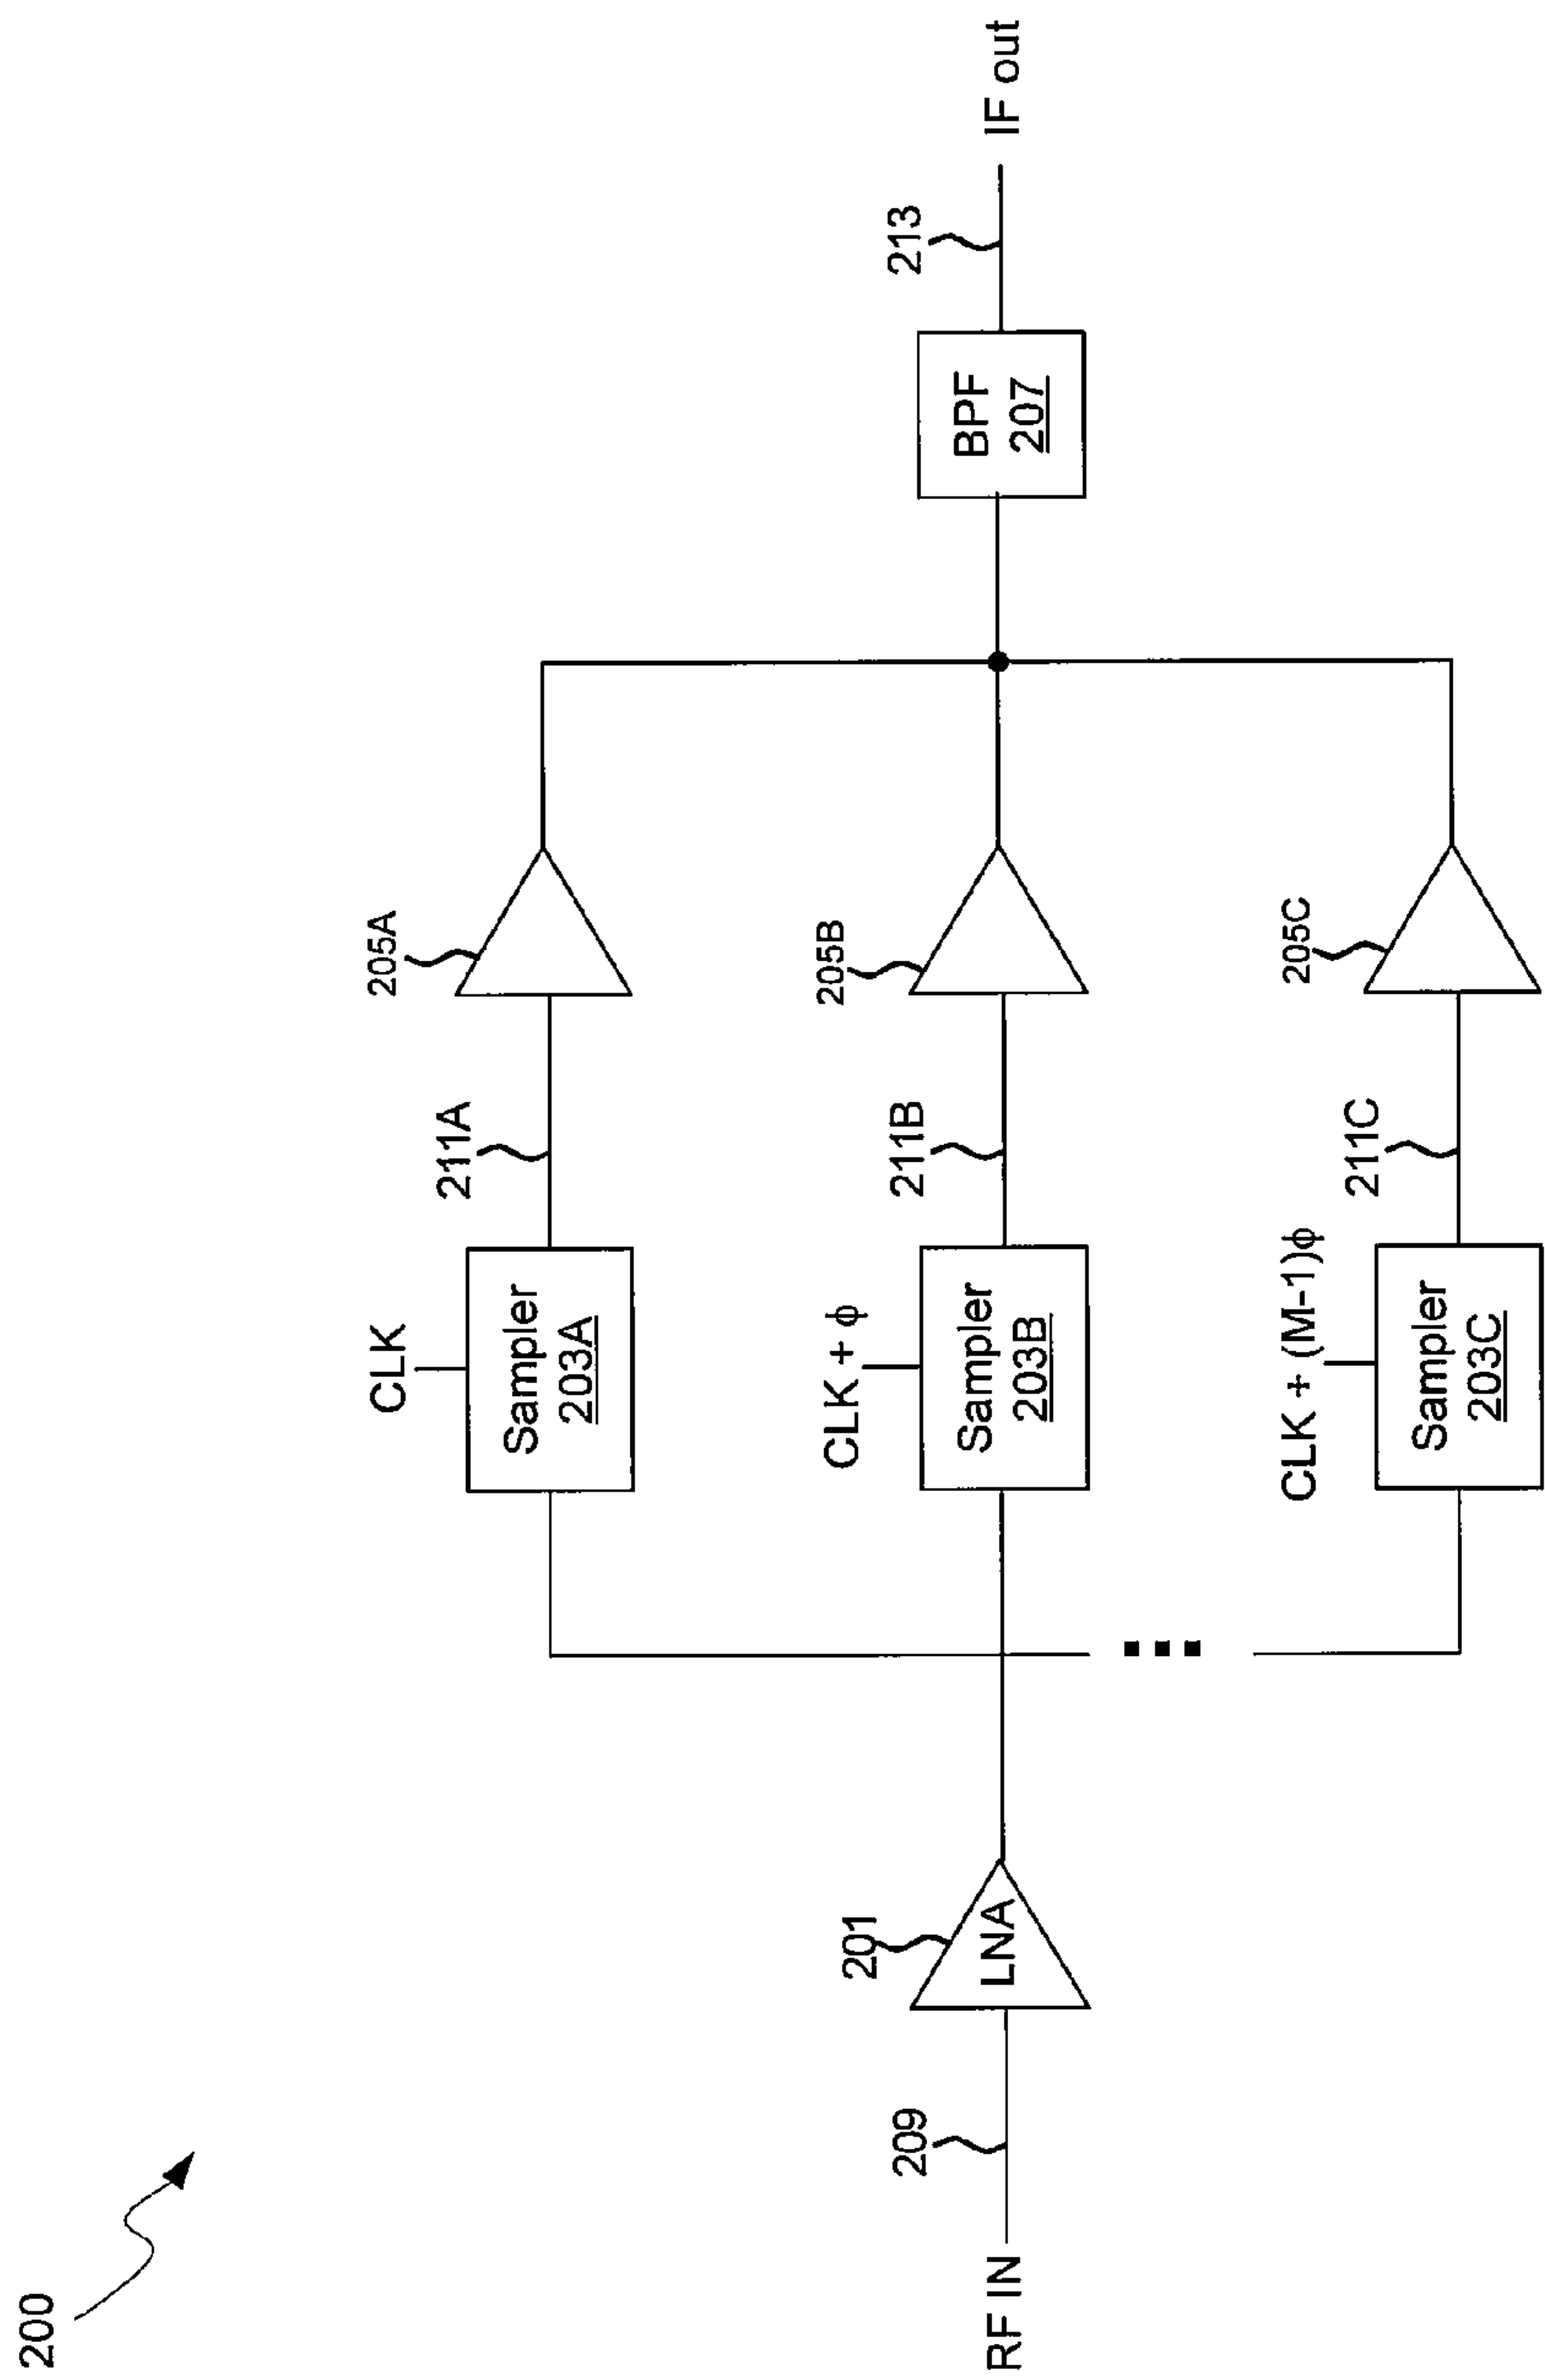 200
RF IN
209
201
LNA
CLK
Sampler
203A
211A
205A
CLK + ϕ
Sampler
203B
211B
205B
CLK + (M-1)ϕ
Sampler
203C
211C
205C
BPF
207
213
IF out